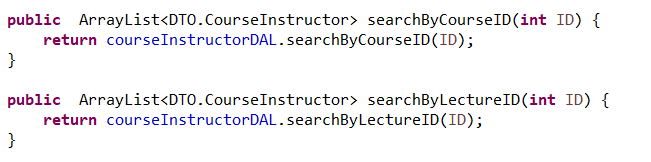 public  ArrayList<DTO.CourseInstructor> searchByCourseID(int ID) {
    return courseInstructorDAL.searchByCourseID(ID);
}

public  ArrayList<DTO.CourseInstructor> searchByLectureID(int ID) {
    return courseInstructorDAL.searchByLectureID(ID);
}